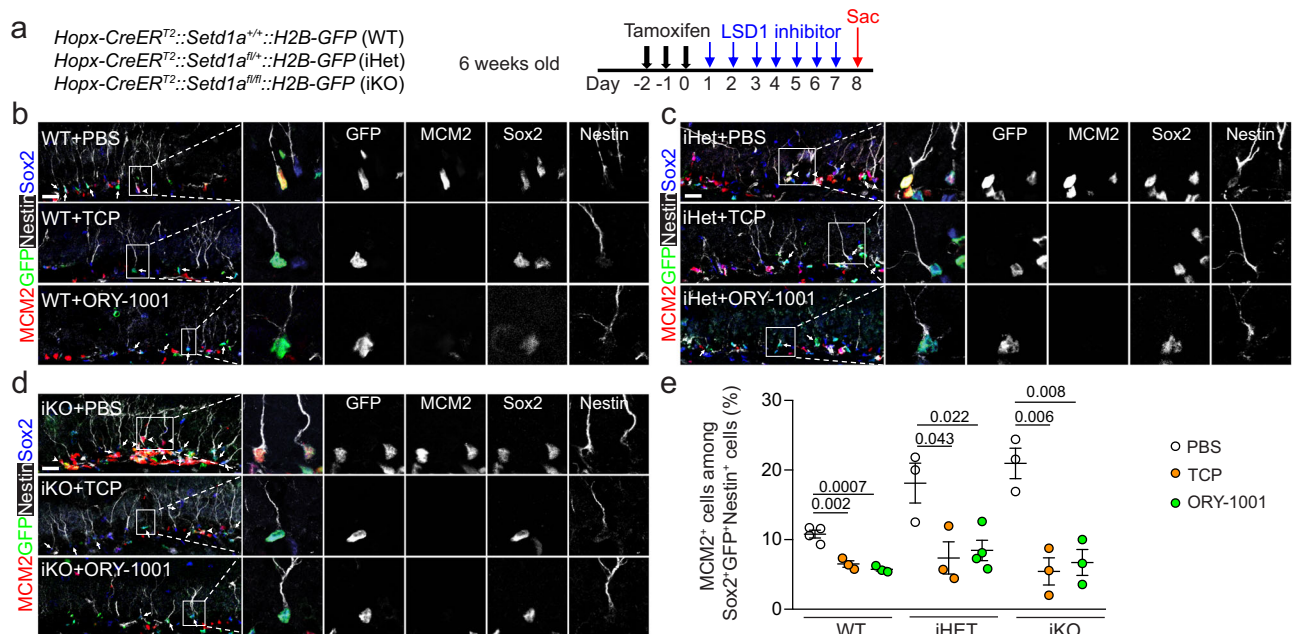 a
Hopx-CreERT2::Setd1a+/+::H2B-GFP (WT)
Hopx-CreERT2::Setd1afl/+::H2B-GFP (iHet)
Hopx-CreERT2::Setd1afl/fl::H2B-GFP (iKO)
6 weeks old
Sac
Tamoxifen LSD1 inhibitor
Day -2 -1 0 1 2 3 4 5 6 7 8
b
MCM2GFPNestinSox2
WT+PBS GFP MCM2 Sox2 Nestin
WT+TCP
WT+ORY-1001
c
MCM2GFPNestinSox2
iHet+PBS GFP MCM2 Sox2 Nestin
iHet+TCP
iHet+ORY-1001
d
MCM2GFPNestinSox2
iKO+PBS GFP MCM2 Sox2 Nestin
iKO+TCP
iKO+ORY-1001
e
MCM2+ cells among
Sox2+GFP+Nestin+ cells (%)
30
20
10
0
0.0007
0.002
0.022
0.043
0.008
0.006
WT iHET iKO
PBS
TCP
ORY-1001